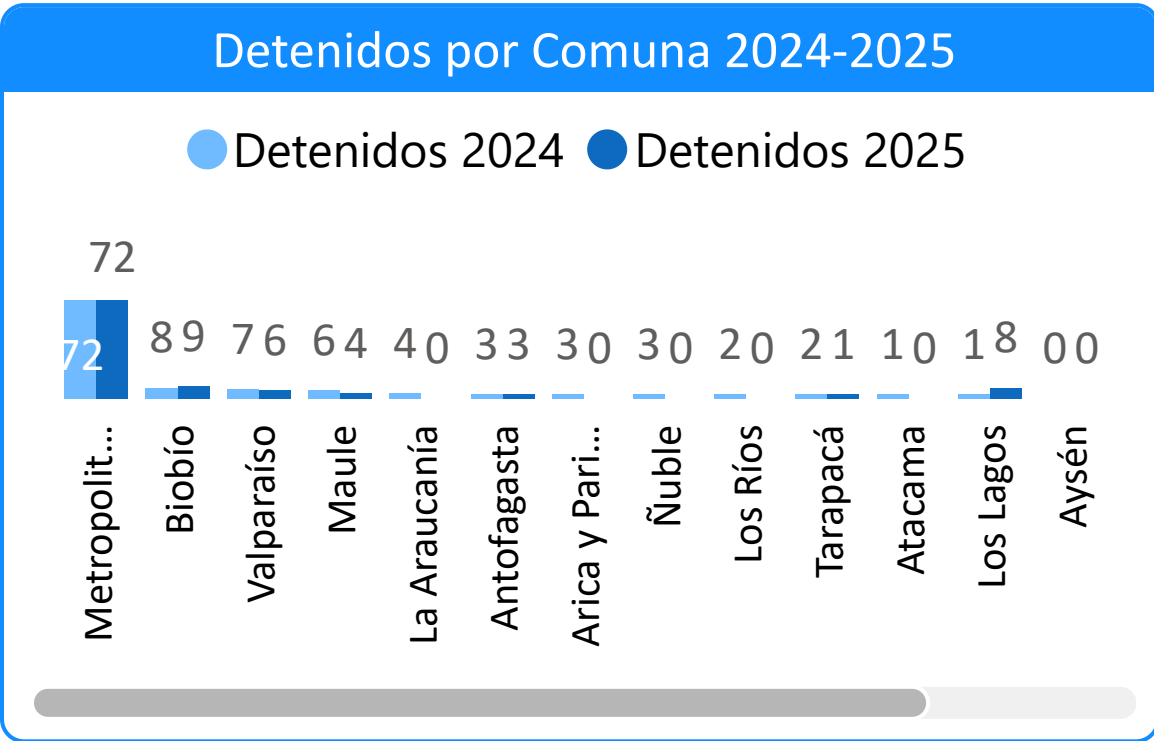 Detenidos por Comuna 2024-2025
Detenidos 2024 Detenidos 2025
72
72
8 9 7 6 6 4 4 0 3 3 3 0 3 0 2 0 2 1 1 0 1 8 0 0
Metropolit...
Biobío
Valparaíso
Maule
La Araucanía
Antofagasta
Arica y Pari...
Ñuble
Los Ríos
Tarapacá
Atacama
Los Lagos
Aysén